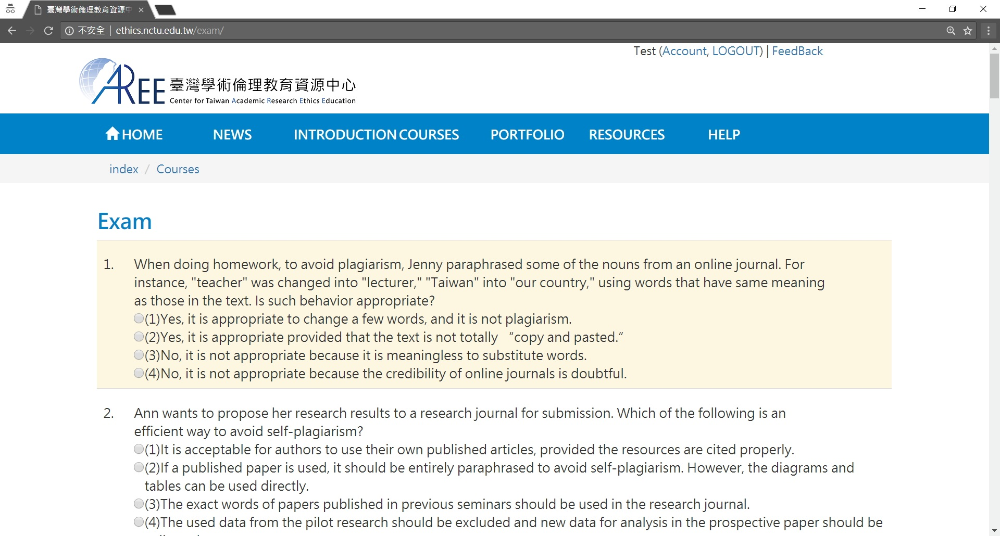 臺灣學術倫理教育資源中
不安全 | ethics.nctu.edu.tw/exam/
Test (Account, LOGOUT) | FeedBack
AREE 臺灣學術倫理教育資源中心
Center for Taiwan Academic Research Ethics Education
HOME NEWS INTRODUCTION COURSES PORTFOLIO RESOURCES HELP
index / Courses
Exam
1. When doing homework, to avoid plagiarism, Jenny paraphrased some of the nouns from an online journal. For
instance, "teacher" was changed into "lecturer," "Taiwan" into "our country," using words that have same meaning
as those in the text. Is such behavior appropriate?
(1)Yes, it is appropriate to change a few words, and it is not plagiarism.
(2)Yes, it is appropriate provided that the text is not totally “copy and pasted.”
(3)No, it is not appropriate because it is meaningless to substitute words.
(4)No, it is not appropriate because the credibility of online journals is doubtful.
2. Ann wants to propose her research results to a research journal for submission. Which of the following is an
efficient way to avoid self-plagiarism?
(1)It is acceptable for authors to use their own published articles, provided the resources are cited properly.
(2)If a published paper is used, it should be entirely paraphrased to avoid self-plagiarism. However, the diagrams and
tables can be used directly.
(3)The exact words of papers published in previous seminars should be used in the research journal.
(4)The used data from the pilot research should be excluded and new data for analysis in the prospective paper should be